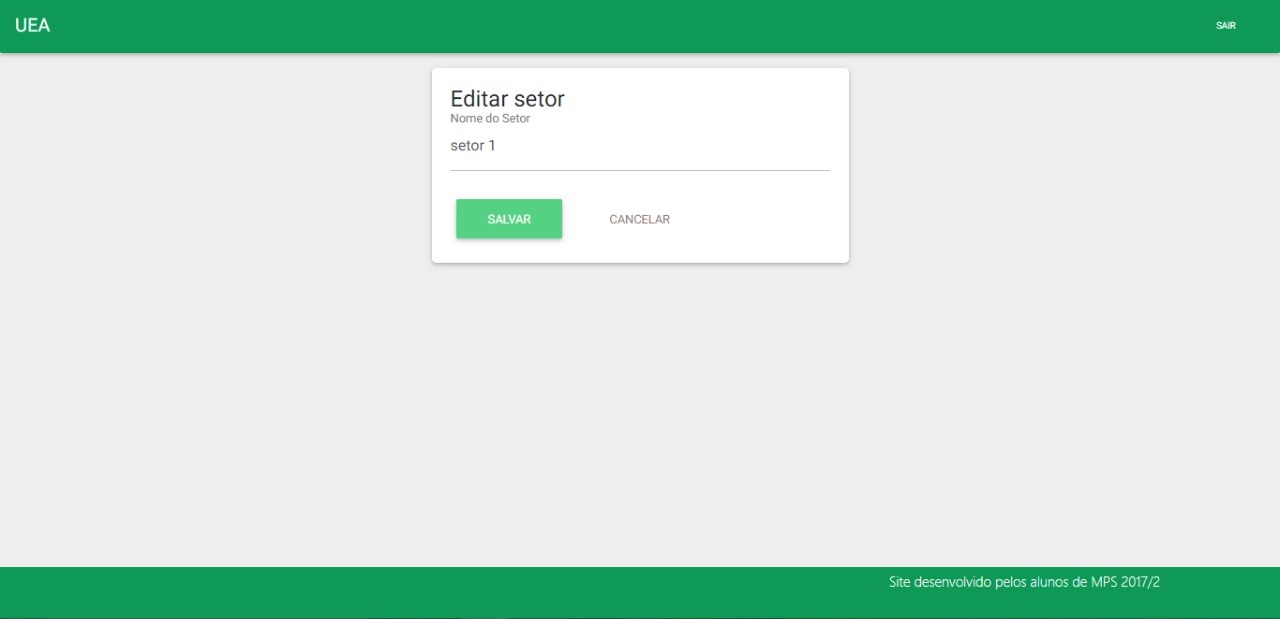 UEA
SAIR
Editar setor
Nome do Setor
setor 1
SALVAR
CANCELAR
Site desenvolvido pelos alunos de MPS 2017/2